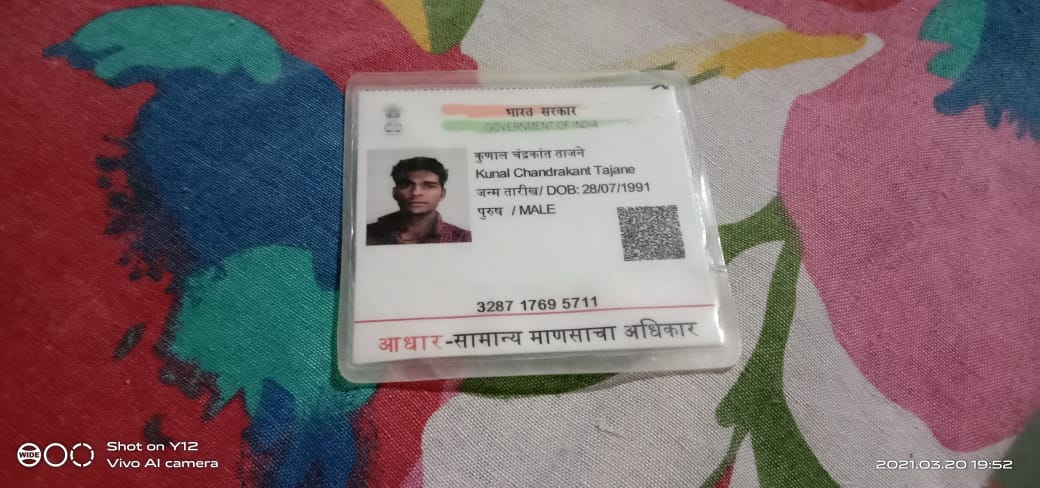 भारत सरकार
GOVERNMENT OF INDIA
कुणाल चंद्रकांत ताजने
Kunal Chandrakant Tajane
जन्म तारीख/ DOB: 28/07/1991
पुरुष / MALE
3287 1769 5711
आधार-सामान्य माणसाचा अधिकार
WIDE
Shot on Y12
Vivo AI camera
2021.03.20 19:52